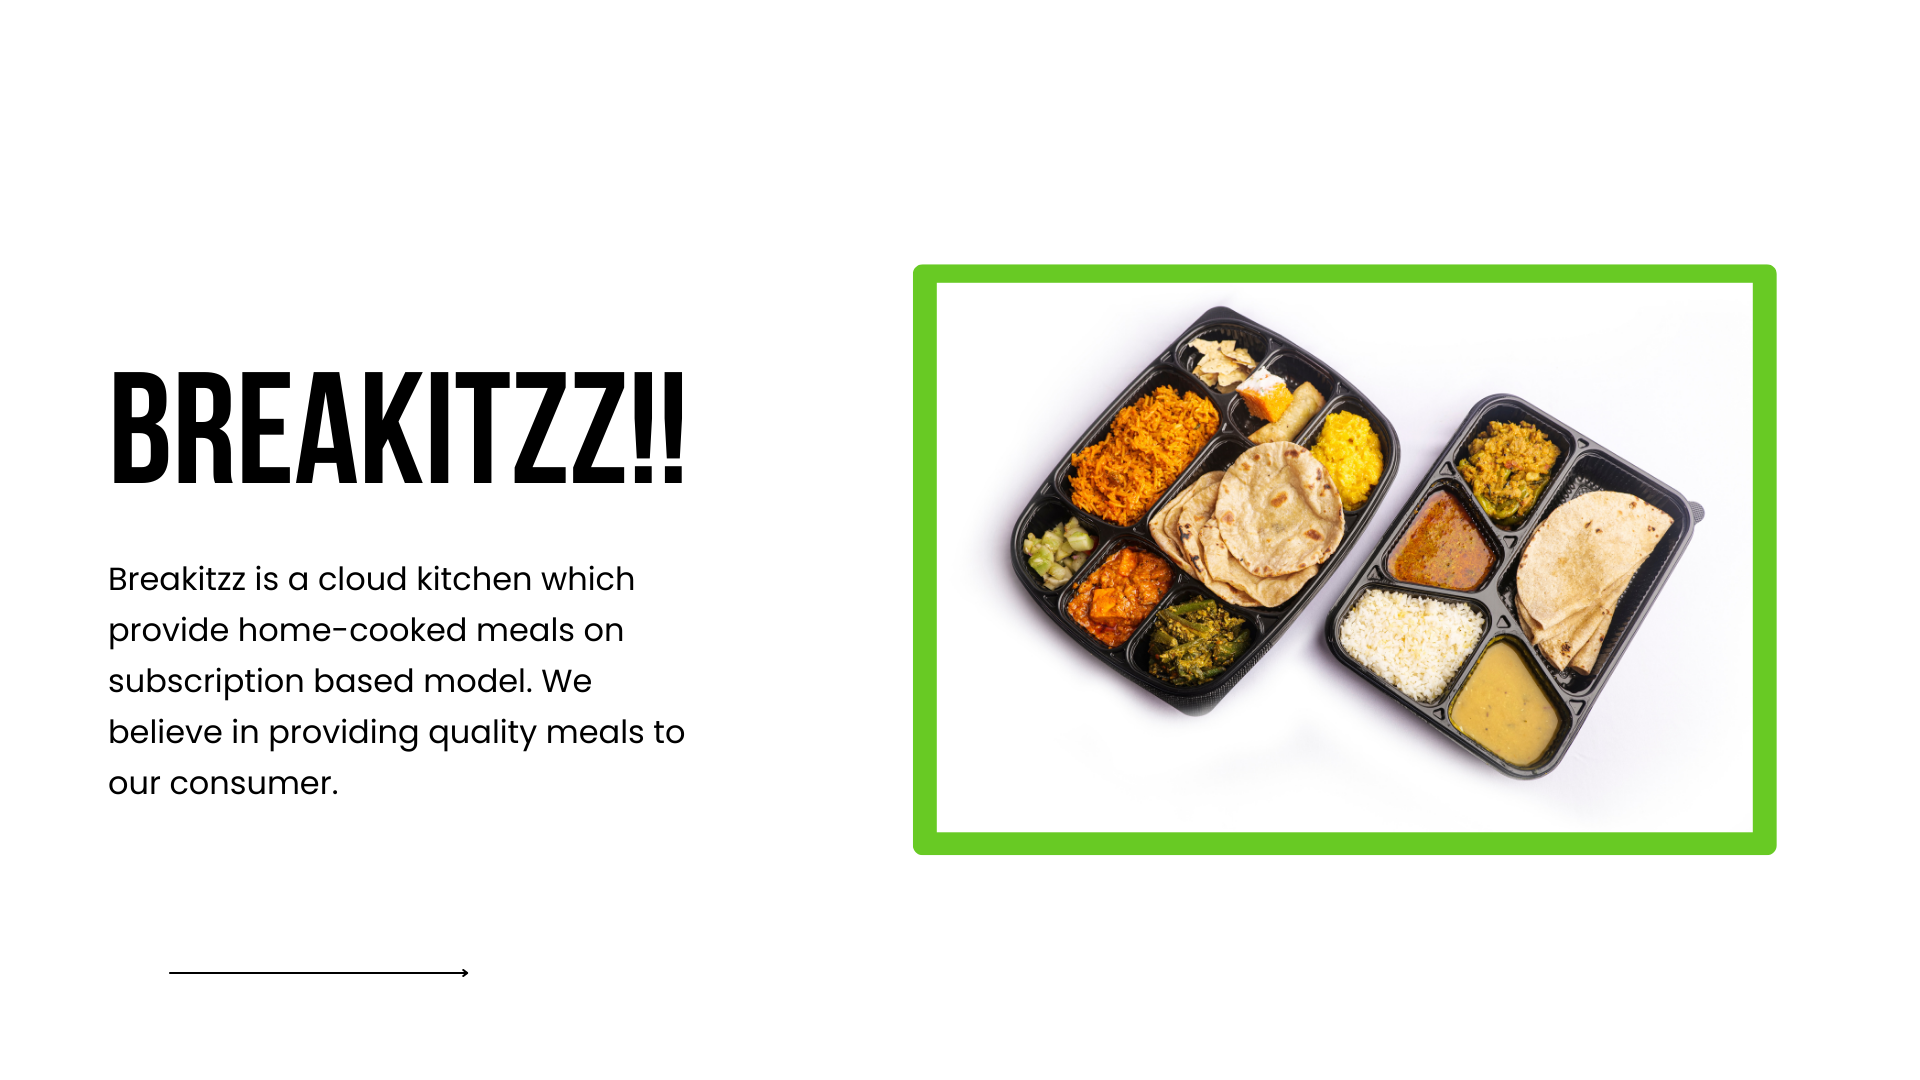 BREAKITZZ!!
Breakitzz is a cloud kitchen which
provide home-cooked meals on
subscription based model. We
believe in providing quality meals to
our consumer.